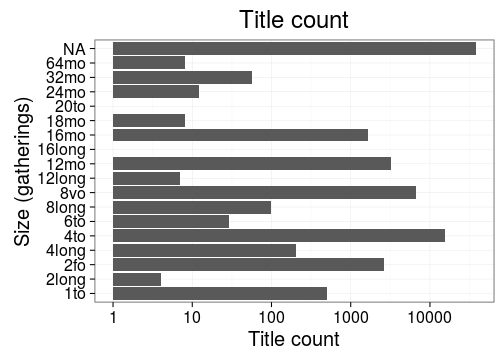 Title count
NA
64mo
32mo
24mo
20to
18mo
16mo
16long
12mo
12long
8vo
8long
6to
4to
4long
2fo
2long
1to
Size (gatherings)
1 10 100 1000 10000
Title count